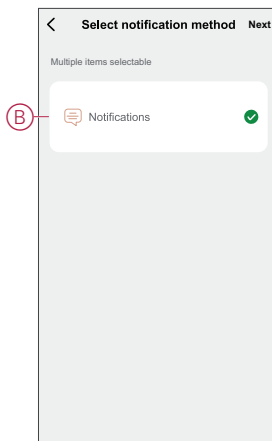 Select notification method Next
Multiple items selectable
B Notifications